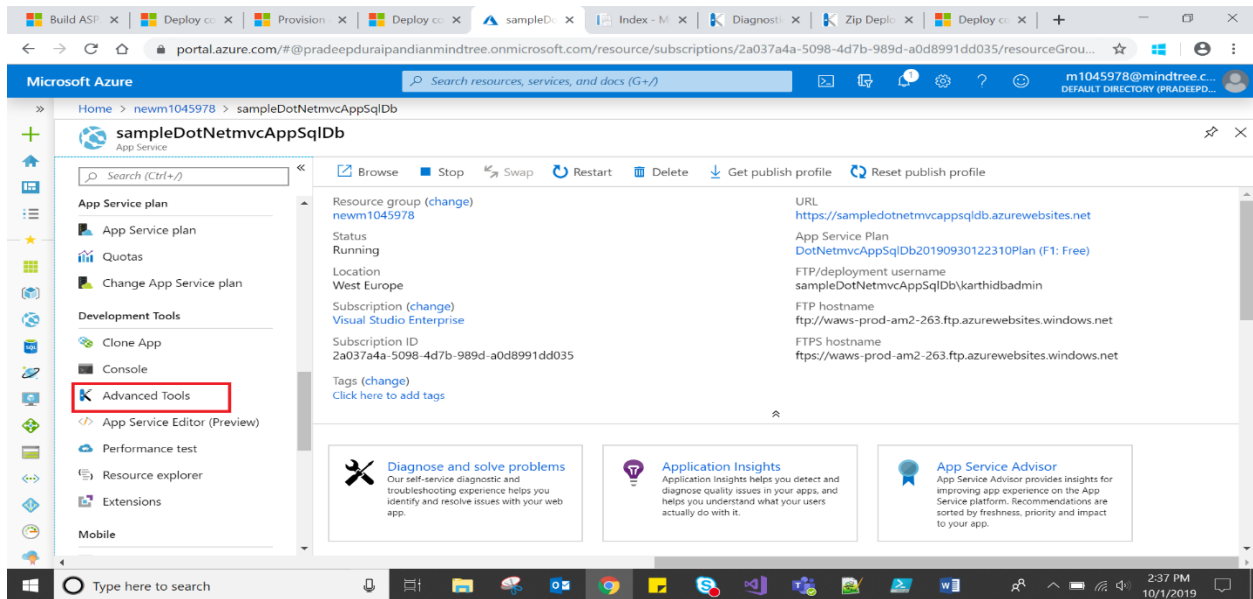 Build ASP
Deploy co
Provision
Deploy co
sampleDo
Index - M
Diagnosti
Zip Deplo
Deploy co
portal.azure.com/#@pradeepduraipandianmindtree.onmicrosoft.com/resource/subscriptions/2a037a4a-5098-4d7b-989d-a0d8991dd035/resourceGrou...
Microsoft Azure
Search resources, services, and docs (G+/)
m1045978@mindtree.c...
DEFAULT DIRECTORY (PRADEEPD...
Home > newm1045978 > sampleDotNetmvcAppSqlDb
sampleDotNetmvcAppSqlDb
App Service
Search (Ctrl+/)
Browse Stop Swap Restart Delete Get publish profile Reset publish profile
App Service plan
App Service plan
Quotas
Change App Service plan
Development Tools
Clone App
Console
Advanced Tools
App Service Editor (Preview)
Performance test
Resource explorer
Extensions
Mobile
Resource group (change)
newm1045978
Status
Running
Location
West Europe
Subscription (change)
Visual Studio Enterprise
Subscription ID
2a037a4a-5098-4d7b-989d-a0d8991dd035
Tags (change)
Click here to add tags
URL
https://sampledotnetmvcappsqldb.azurewebsites.net
App Service Plan
DotNetmvcAppSqlDb20190930122310Plan (F1: Free)
FTP/deployment username
sampleDotNetmvcAppSqlDb\karthidbadmin
FTP hostname
ftp://waws-prod-am2-263.ftp.azurewebsites.windows.net
FTPS hostname
ftps://waws-prod-am2-263.ftp.azurewebsites.windows.net
Diagnose and solve problems
Our self-service diagnostic and
troubleshooting experience helps you
identify and resolve issues with your web
app.
Application Insights
Application Insights helps you detect and
diagnose quality issues in your apps, and
helps you understand what your users
actually do with it.
App Service Advisor
App Service Advisor provides insights for
improving app experience on the App
Service platform. Recommendations are
sorted by freshness, priority and impact
to your app.
Type here to search
2:37 PM
10/1/2019